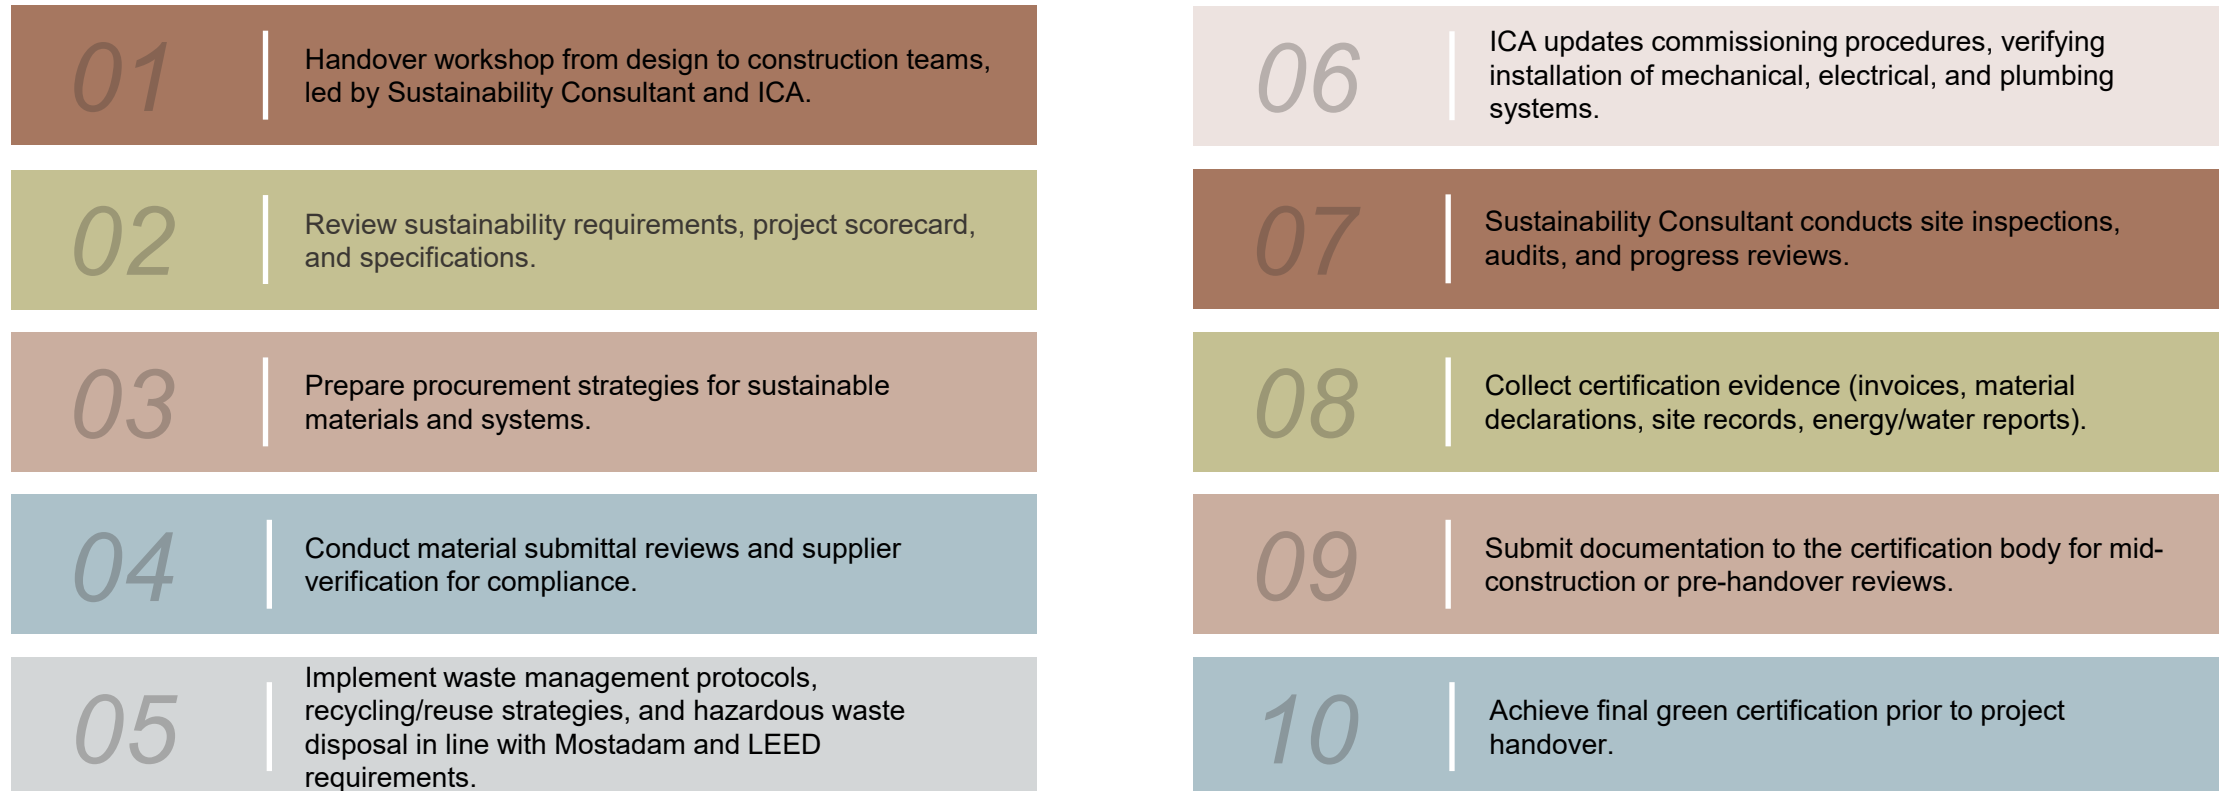 01
Handover workshop from design to construction teams,
led by Sustainability Consultant and ICA.
02
Review sustainability requirements, project scorecard,
and specifications.
03
Prepare procurement strategies for sustainable
materials and systems.
04
Conduct material submittal reviews and supplier
verification for compliance.
05
Implement waste management protocols,
recycling/reuse strategies, and hazardous waste
disposal in line with Mostadam and LEED
requirements.
06
ICA updates commissioning procedures, verifying
installation of mechanical, electrical, and plumbing
systems.
07
Sustainability Consultant conducts site inspections,
audits, and progress reviews.
08
Collect certification evidence (invoices, material
declarations, site records, energy/water reports).
09
Submit documentation to the certification body for mid-
construction or pre-handover reviews.
10
Achieve final green certification prior to project
handover.